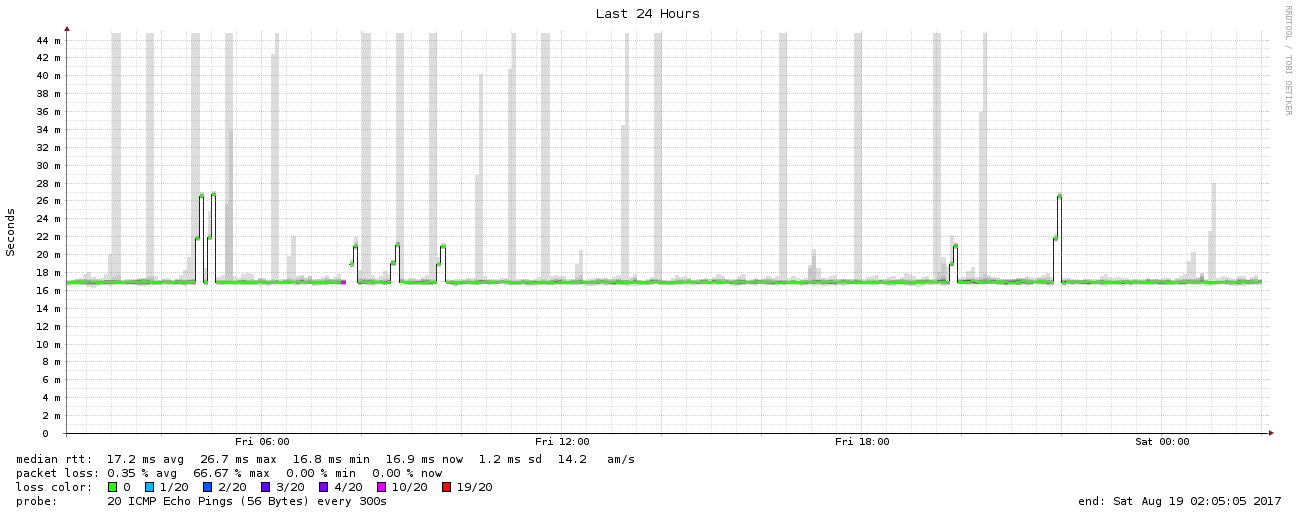 Last 24 Hours
RRDTOOL / TOBI OETIKER
Seconds
44 m
42 m
40 m
38 m
36 m
34 m
32 m
30 m
28 m
26 m
24 m
22 m
20 m
18 m
16 m
14 m
12 m
10 m
8 m
6 m
4 m
2 m
0
Fri 06:00 Fri 12:00 Fri 18:00 Sat 00:00
median rtt: 17.2 ms avg 26.7 ms max 16.8 ms min 16.9 ms now 1.2 ms sd 14.2 am/s
packet loss: 0.35 % avg 66.67 % max 0.00 % min 0.00 % now
loss color: 0 1/20 2/20 3/20 4/20 10/20 19/20
probe: 20 ICMP Echo Pings (56 Bytes) every 300s end: Sat Aug 19 02:05:05 2017